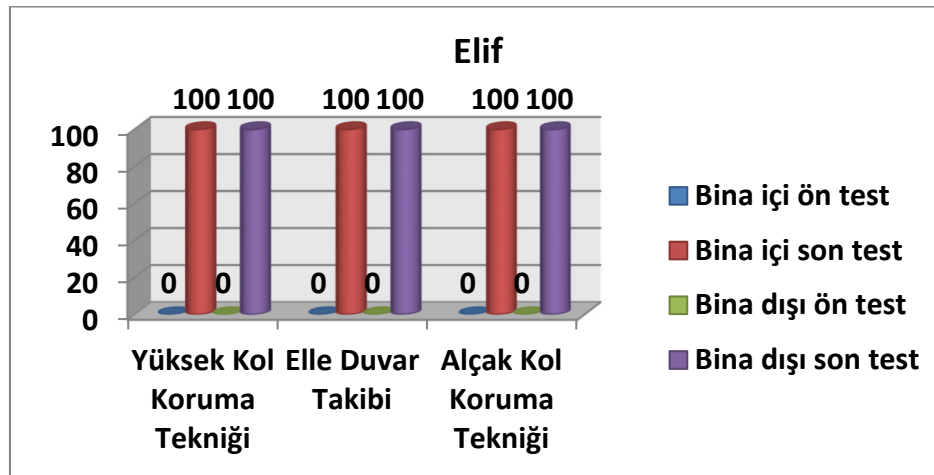 Elif
100 100 100 100 100 100
100
80
60
40
20
0
0 0 0 0 0 0
Yüksek Kol
Koruma
Tekniği
Elle Duvar
Takibi
Alçak Kol
Koruma
Tekniği
Bina içi ön test
Bina içi son test
Bina dışı ön test
Bina dışı son test